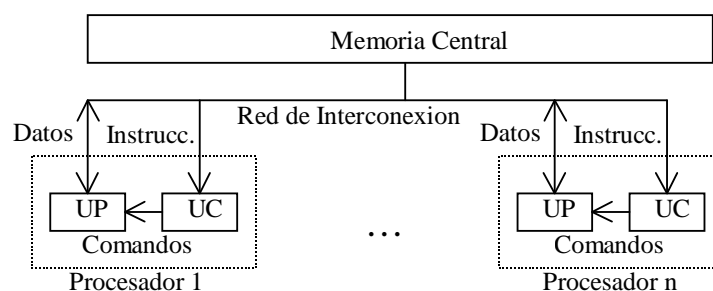 Memoria Central
Red de Interconexion
Datos
Instrucc.
Datos
Instrucc.
UP
UC
UP
UC
Comandos
...
Comandos
Procesador 1
Procesador n